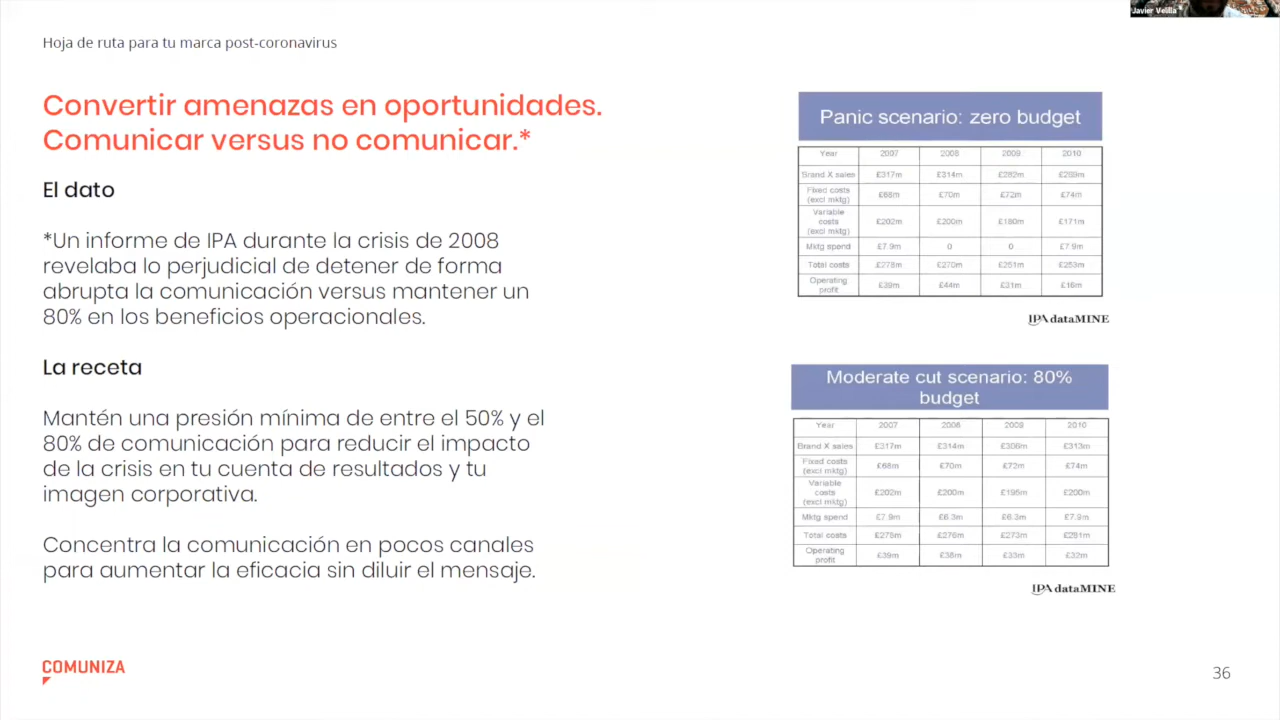 Javier Velilla
Hoja de ruta para tu marca post-coronavirus
Convertir amenazas en oportunidades.
Comunicar versus no comunicar.*
El dato
*Un informe de IPA durante la crisis de 2008
revelaba lo perjudicial de detener de forma
abrupta la comunicación versus mantener un
80% en los beneficios operacionales.
La receta
Mantén una presión mínima de entre el 50% y el
80% de comunicación para reducir el impacto
de la crisis en tu cuenta de resultados y tu
imagen corporativa.
Concentra la comunicación en pocos canales
para aumentar la eficacia sin diluir el mensaje.
COMUNIZA
Panic scenario: zero budget
Year 2007 2008 2009 2010
Brand X sales £317m £314m £282m £269m
Fixed costs
(excl mktg) £68m £70m £72m £74m
Variable
costs
(excl mktg) £202m £200m £180m £171m
Mktg spend £7.9m 0 0 £7.9m
Total costs £278m £270m £251m £253m
Operating
profit £39m £44m £31m £16m
IPA dataMINE
Moderate cut scenario: 80%
budget
Year 2007 2008 2009 2010
Brand X sales £317m £314m £306m £313m
Fixed costs
(excl mktg) £68m £70m £72m £74m
Variable
costs
(excl mktg) £202m £200m £195m £200m
Mktg spend £7.9m £6.3m £6.3m £7.9m
Total costs £278m £276m £273m £281m
Operating
profit £39m £38m £33m £32m
IPA dataMINE
36